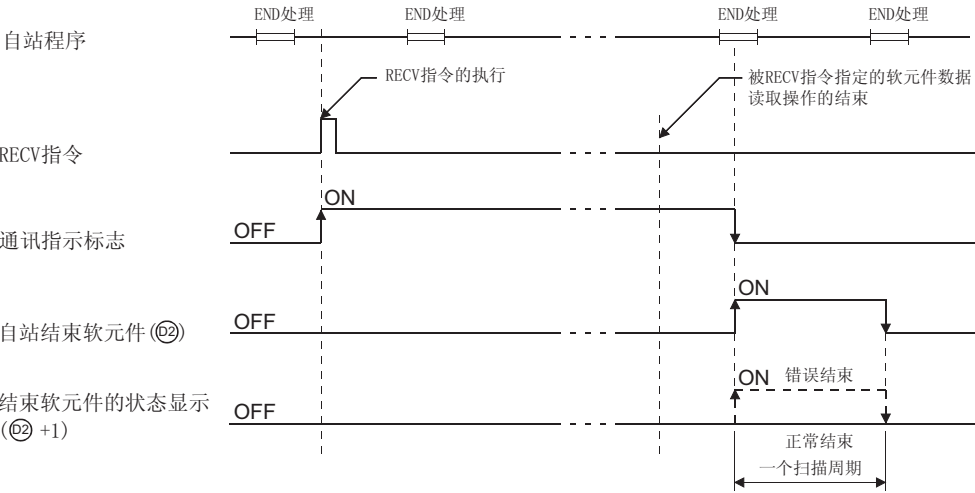 END处理 END处理 END处理 END处理
自站程序
RECV指令的执行
被RECV指令指定的软元件数据
读取操作的结束
RECV指令
ON
OFF
通讯指示标志
ON
OFF
自站结束软元件(D2)
ON 错误结束
结束软元件的状态显示
OFF
(D2 +1)
正常结束
一个扫描周期